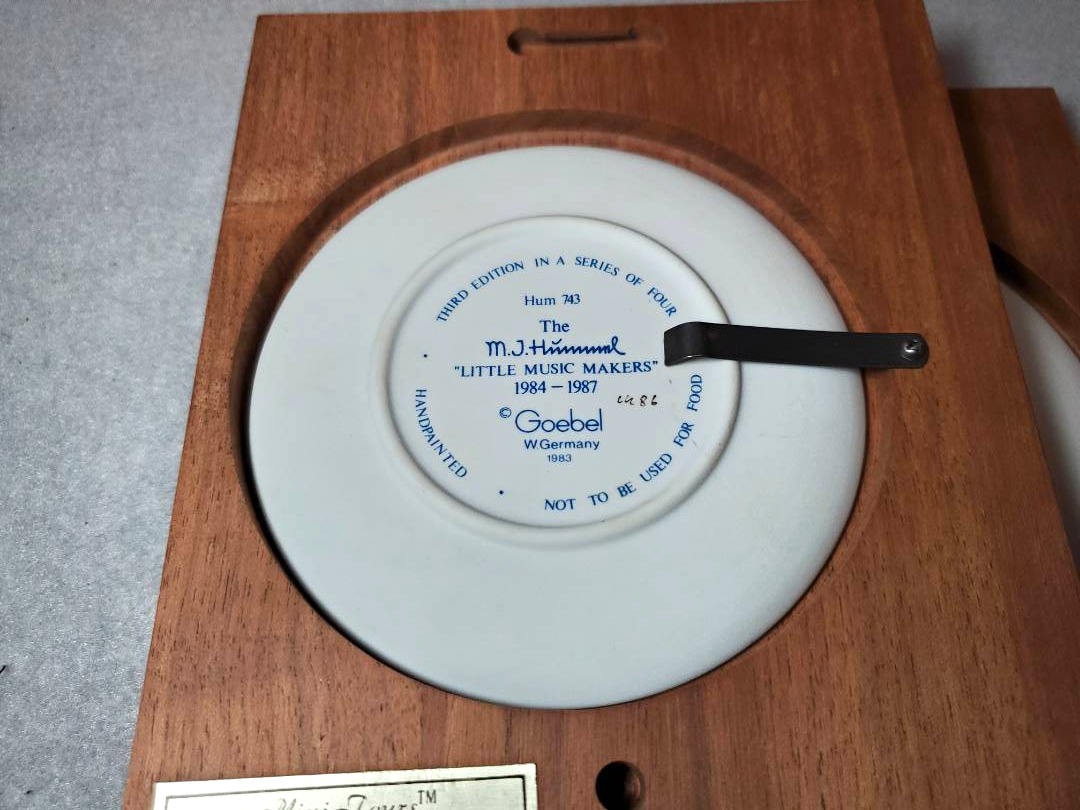 THIRD EDITION IN A SERIES OF FOUR
Hum 743
The
M.J.Hummel
"LITTLE MUSIC MAKERS"
1984 – 1987
© Goebel
W.Germany
1983
HANDPAINTED
NOT TO BE USED FOR FOOD
TM